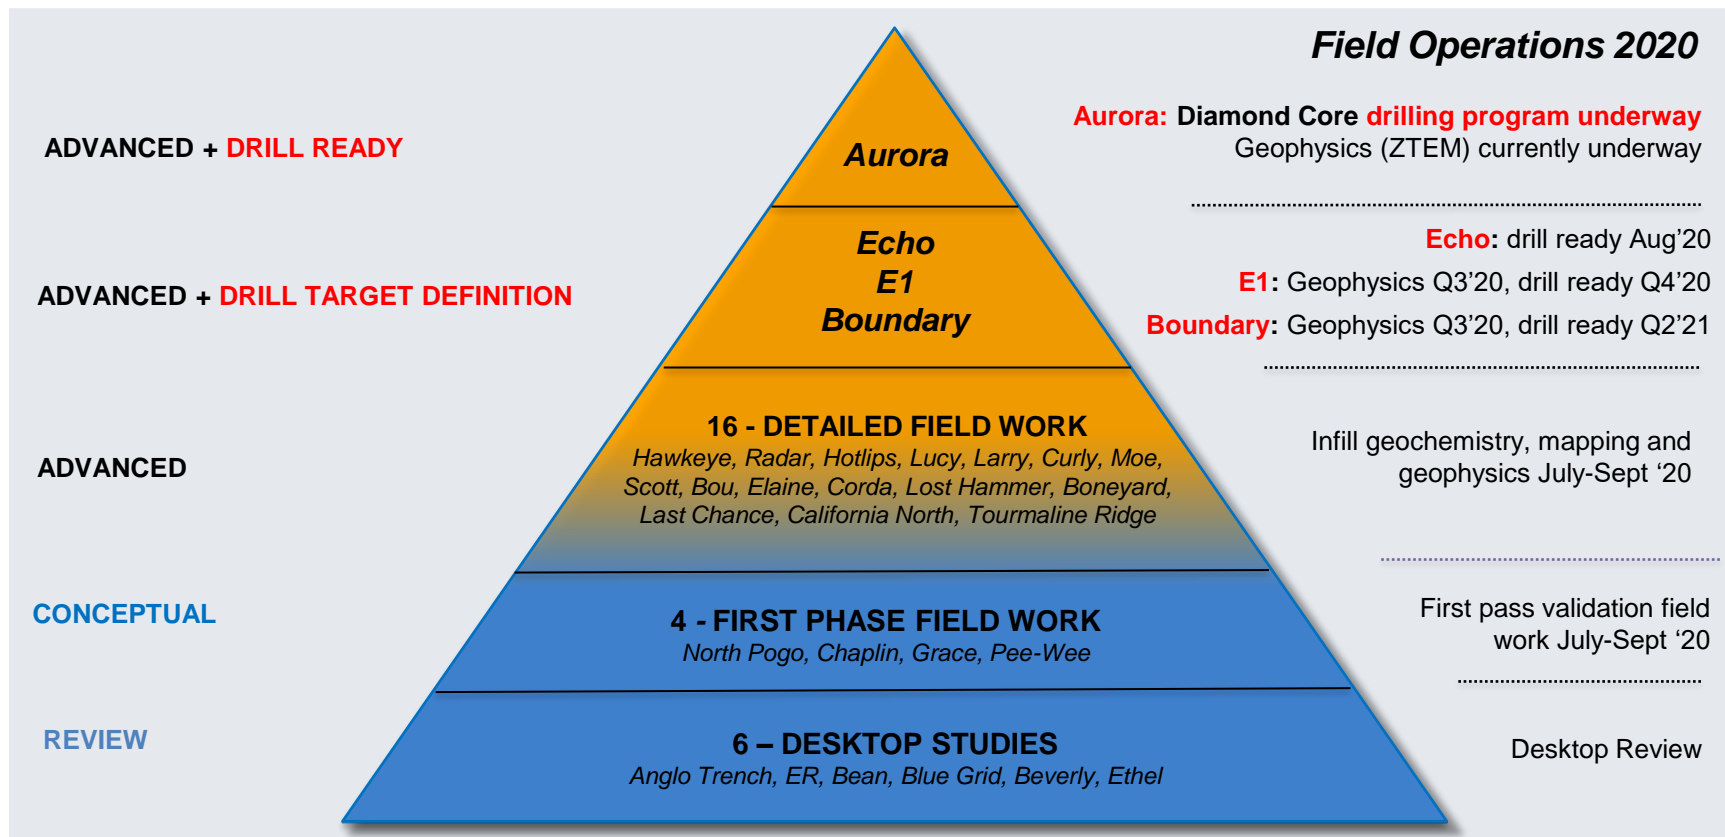 Field Operations 2020
ADVANCED + DRILL READY
Aurora
Aurora: Diamond Core drilling program underway
Geophysics (ZTEM) currently underway
ADVANCED + DRILL TARGET DEFINITION
Echo
E1
Boundary
Echo: drill ready Aug’20
E1: Geophysics Q3’20, drill ready Q4’20
Boundary: Geophysics Q3’20, drill ready Q2’21
ADVANCED
16 - DETAILED FIELD WORK
Hawkeye, Radar, Hotlips, Lucy, Larry, Curly, Moe,
Scott, Bou, Elaine, Corda, Lost Hammer, Boneyard,
Last Chance, California North, Tourmaline Ridge
Infill geochemistry, mapping and
geophysics July-Sept ‘20
CONCEPTUAL
4 - FIRST PHASE FIELD WORK
North Pogo, Chaplin, Grace, Pee-Wee
First pass validation field
work July-Sept ‘20
REVIEW
6 – DESKTOP STUDIES
Anglo Trench, ER, Bean, Blue Grid, Beverly, Ethel
Desktop Review